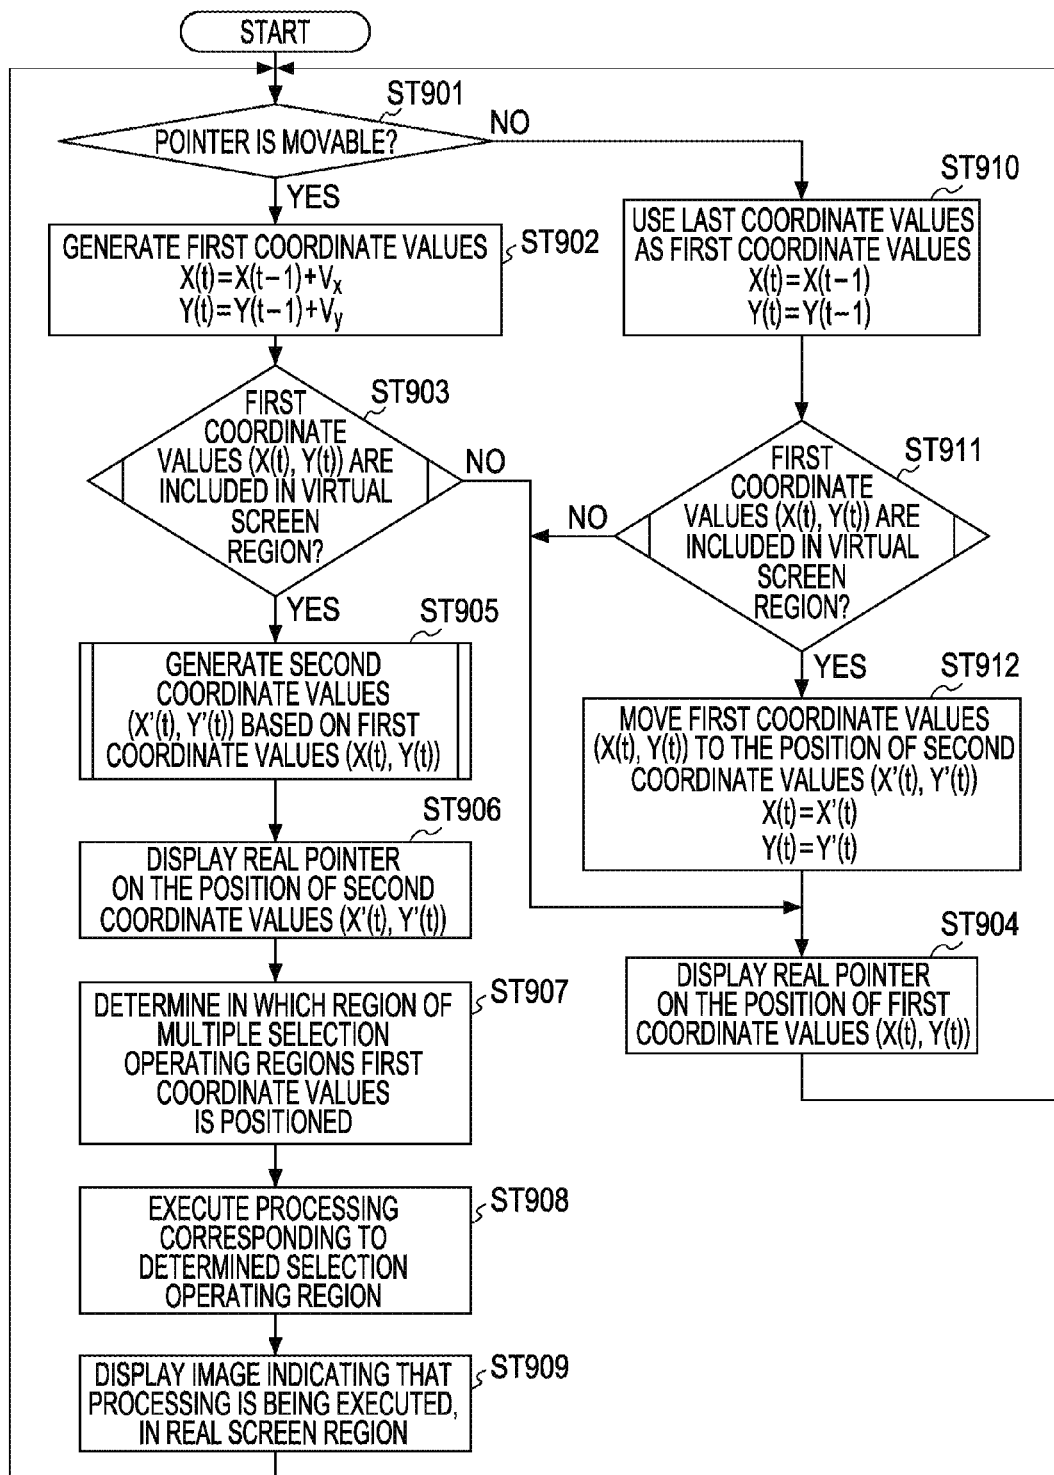 START
ST901
POINTER IS MOVABLE?
NO
YES
ST902
GENERATE FIRST COORDINATE VALUES
X(t)=X(t-1)+Vx
Y(t)=Y(t-1)+Vy
ST903
FIRST
COORDINATE
VALUES (X(t), Y(t)) ARE
INCLUDED IN VIRTUAL
SCREEN
REGION?
NO
YES
ST905
GENERATE SECOND
COORDINATE VALUES
(X'(t), Y'(t)) BASED ON FIRST
COORDINATE VALUES (X(t), Y(t))
ST906
DISPLAY REAL POINTER
ON THE POSITION OF SECOND
COORDINATE VALUES (X'(t), Y'(t))
ST907
DETERMINE IN WHICH REGION OF
MULTIPLE SELECTION
OPERATING REGIONS FIRST
COORDINATE VALUES
IS POSITIONED
ST908
EXECUTE PROCESSING
CORRESPONDING TO
DETERMINED SELECTION
OPERATING REGION
ST909
DISPLAY IMAGE INDICATING THAT
PROCESSING IS BEING EXECUTED,
IN REAL SCREEN REGION
ST910
USE LAST COORDINATE VALUES
AS FIRST COORDINATE VALUES
X(t)=X(t-1)
Y(t)=Y(t-1)
ST911
FIRST
COORDINATE
VALUES (X(t), Y(t)) ARE
INCLUDED IN VIRTUAL
SCREEN
REGION?
NO
YES
ST912
MOVE FIRST COORDINATE VALUES
(X(t), Y(t)) TO THE POSITION OF SECOND
COORDINATE VALUES (X'(t), Y'(t))
X(t)=X'(t)
Y(t)=Y'(t)
ST904
DISPLAY REAL POINTER
ON THE POSITION OF FIRST
COORDINATE VALUES (X(t), Y(t))